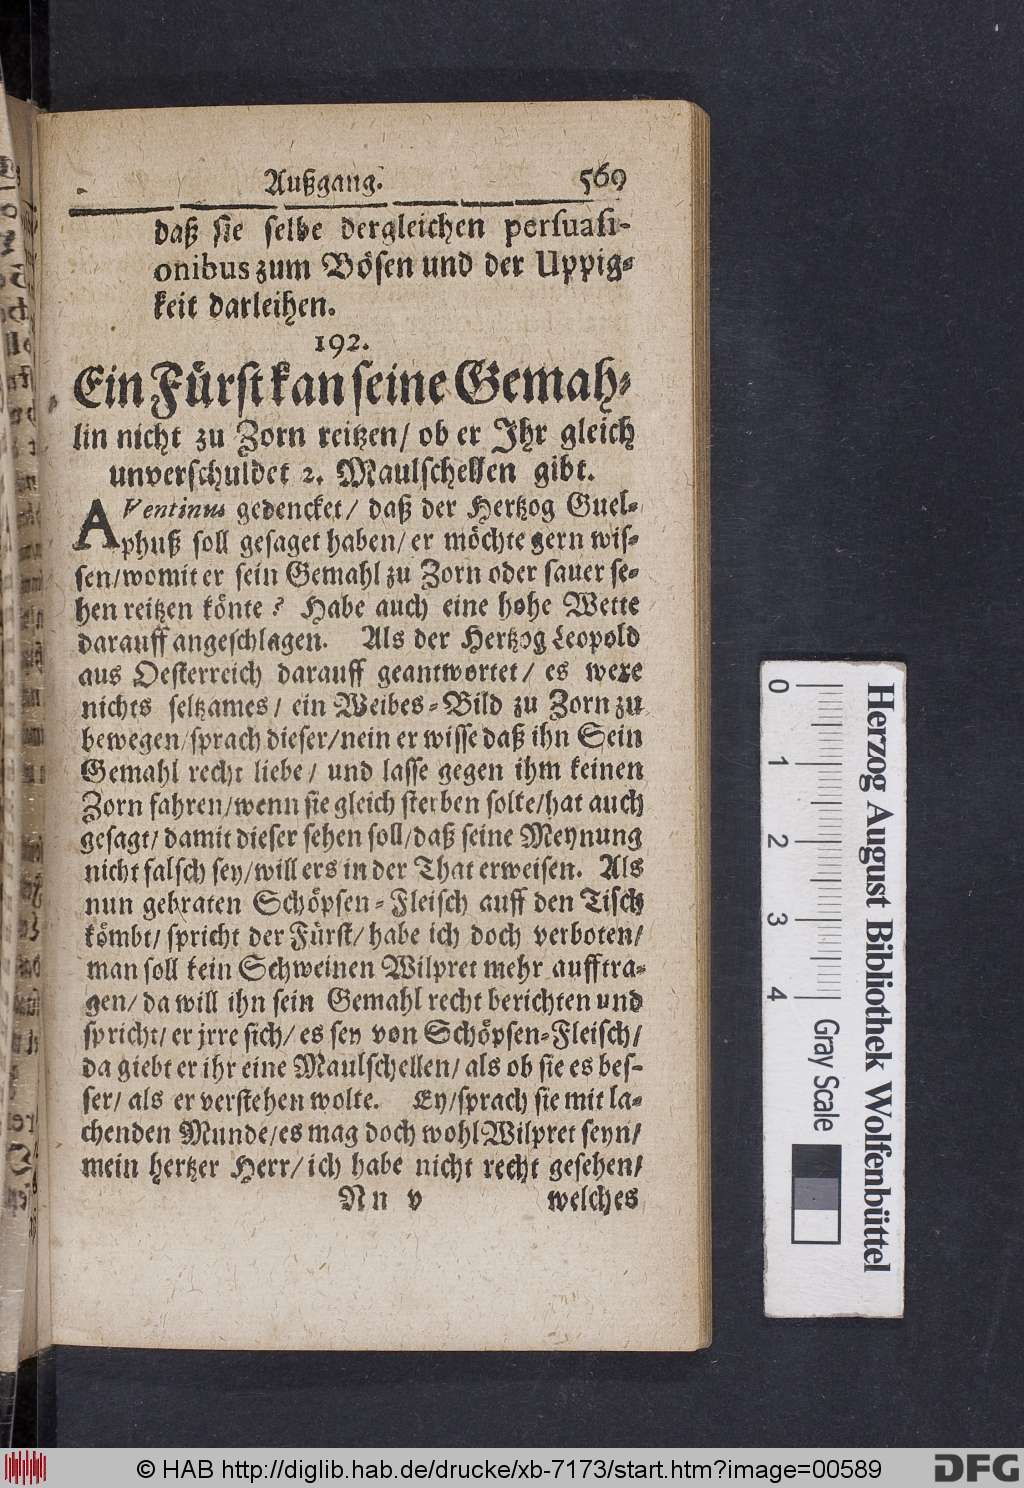 Außgang. 569
daß sie selbe dergleichen persuasi-
onibus zum Bösen und der Uppig-
keit darleihen.
192.
Ein Fürst kan seine Gemah-
lin nicht zu Zorn reitzen/ ob er Ihr gleich
unverschuldet 2. Maulschellen gibt.
AVentinus gedencket/ daß der Hertzog Guel-
phuß soll gesaget haben/ er möchte gern wis-
sen/womit er sein Gemahl zu Zorn oder sauer se-
hen reitzen könte? Habe auch eine hohe Wette
darauff angeschlagen. Als der Hertzog Leopold
aus Oesterreich darauff geantwortet/ es were
nichts seltzames/ ein Weibes-Bild zu Zorn zu
bewegen/sprach dieser/nein er wisse daß ihn Sein
Gemahl recht liebe/ und lasse gegen ihm keinen
Zorn fahren/wenn sie gleich sterben solte/hat auch
gesagt/ damit dieser sehen soll/daß seine Meynung
nicht falsch sey/will ers in der That erweisen. Als
nun gebraten Schöpsen-Fleisch auff den Tisch
kömbt/ spricht der Fürst/ habe ich doch verboten/
man soll kein Schweinen Wilpret mehr aufftra-
gen/ da will ihn sein Gemahl recht berichten und
spricht/ er jrre sich/ es sey von Schöpsen-Fleisch/
da giebt er ihr eine Maulschellen/ als ob sie es bes-
ser/ als er verstehen wolte. Ey/sprach sie mit la-
chenden Munde/es mag doch wohl Wilpret seyn/
mein hertzer Herr/ ich habe nicht recht gesehen/
Nn v welches
0 1 2 3 4
Gray Scale
Herzog August Bibliothek Wolfenbüttel
© HAB http://diglib.hab.de/drucke/xb-7173/start.htm?image=00589
DFG